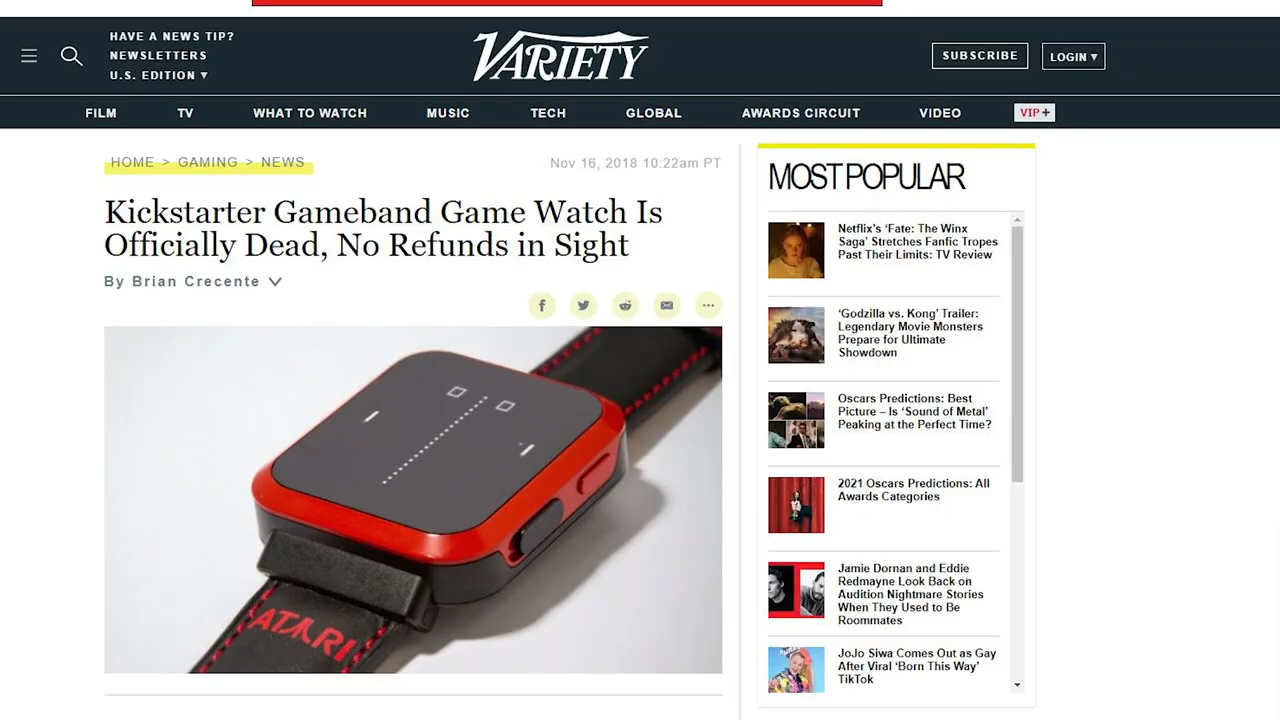 HAVE A NEWS TIP?
NEWSLETTERS
U.S. EDITION ▾
VARIETY
SUBSCRIBE
LOGIN ▾
FILM
TV
WHAT TO WATCH
MUSIC
TECH
GLOBAL
AWARDS CIRCUIT
VIDEO
VIP+
HOME > GAMING > NEWS
Nov 16, 2018 10:22am PT
Kickstarter Gameband Game Watch Is
Officially Dead, No Refunds in Sight
By Brian Crecente
ATARI
MOST POPULAR
Netflix's ‘Fate: The Winx
Saga’ Stretches Fanfic Tropes
Past Their Limits: TV Review
‘Godzilla vs. Kong’ Trailer:
Legendary Movie Monsters
Prepare for Ultimate
Showdown
Oscars Predictions: Best
Picture – Is ‘Sound of Metal’
Peaking at the Perfect Time?
2021 Oscars Predictions: All
Awards Categories
Jamie Dornan and Eddie
Redmayne Look Back on
Audition Nightmare Stories
When They Used to Be
Roommates
JoJo Siwa Comes Out as Gay
After Viral ‘Born This Way’
TikTok